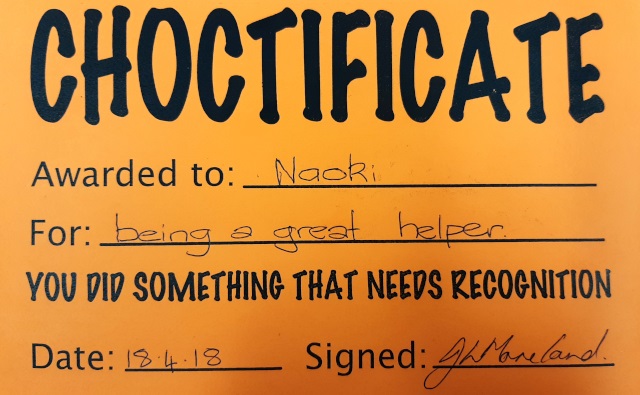 CHOCTIFICATE
Awarded to: Naoki
For: being a great helper.
YOU DID SOMETHING THAT NEEDS RECOGNITION
Date: 18.4.18 Signed: